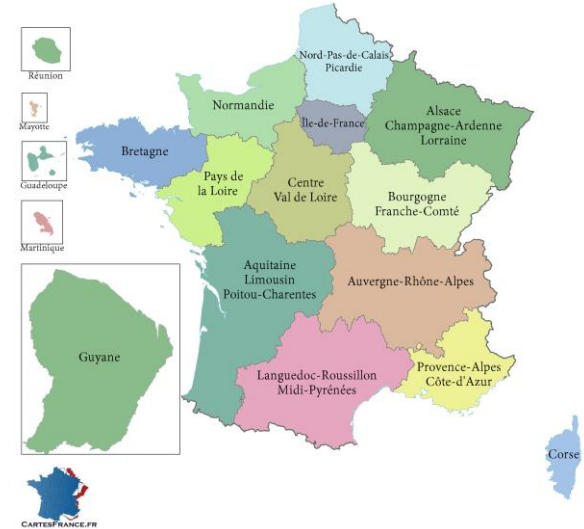 Nord-Pas-de-Calais
Picardie
Réunion
Normandie
Île-de-France
Alsace
Champagne-Ardenne
Lorraine
Mayotte
Bretagne
Pays de
la Loire
Centre
Val de Loire
Bourgogne
Franche-Comté
Guadeloupe
Martinique
Aquitaine
Limousin
Poitou-Charentes
Auvergne-Rhône-Alpes
Guyane
Languedoc-Roussillon
Midi-Pyrénées
Provence-Alpes
Côte-d'Azur
Corse
CARTESFRANCE.FR